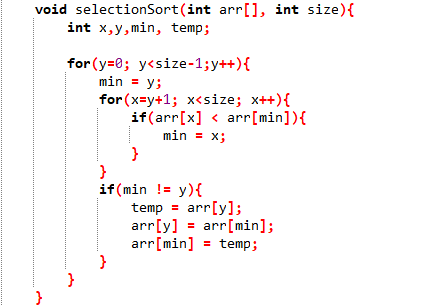 void selectionSort(int arr[], int size){
int x,y,min, temp;
for(y=0; y<size-1;y++){
min = y;
for(x=y+1; x<size; x++){
if(arr[x] < arr[min]){
min = x;
}
}
if(min != y){
temp = arr[y];
arr[y] = arr[min];
arr[min] = temp;
}
}
}